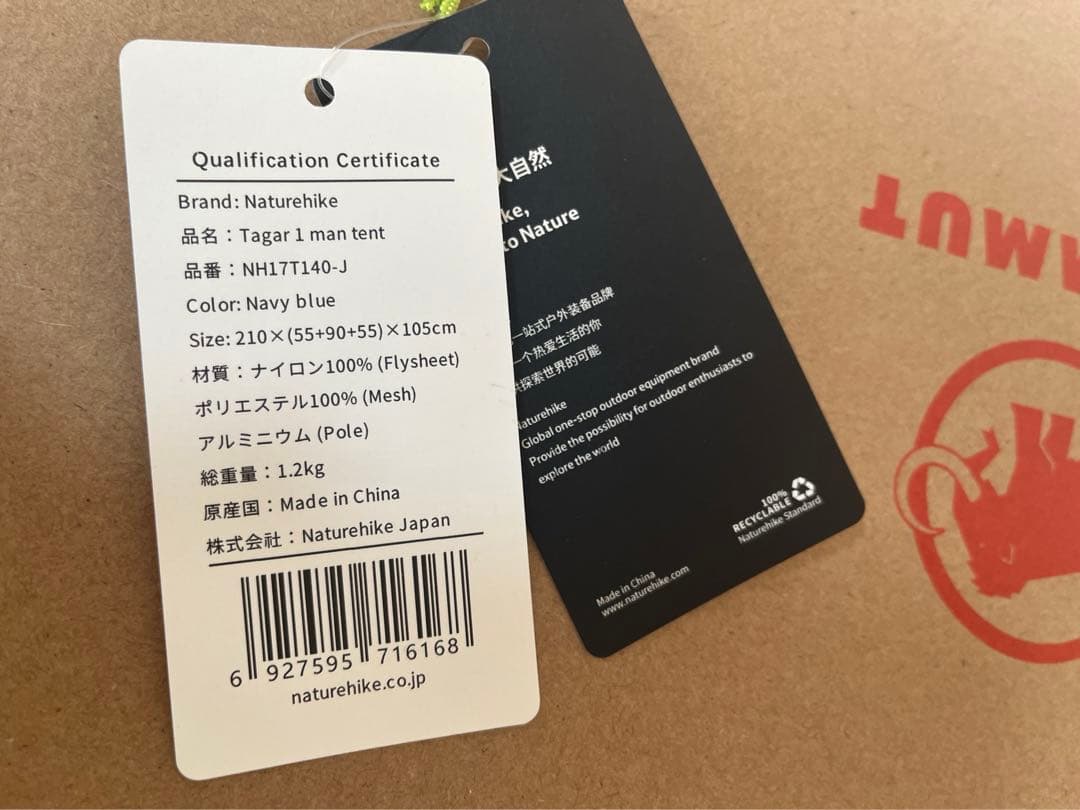 Qualification Certificate
Brand: Naturehike
品名：Tagar 1 man tent
品番：NH17T140-J
Color: Navy blue
Size: 210×(55+90+55)×105cm
材質：ナイロン100% (Flysheet)
ポリエステル100% (Mesh)
アルミニウム (Pole)
総重量：1.2kg
原産国：Made in China
株式会社：Naturehike Japan
6 927595 716168
naturehike.co.jp
大自然
ke,
to Nature
一站式户外装备品牌
一个热爱生活的你
探索世界的可能
Naturehike
Global one-stop outdoor equipment brand
Provide the possibility for outdoor enthusiasts to
explore the world
100%
RECYCLABLE
Naturehike Standard
Made in China
www.naturehike.com
AMUT